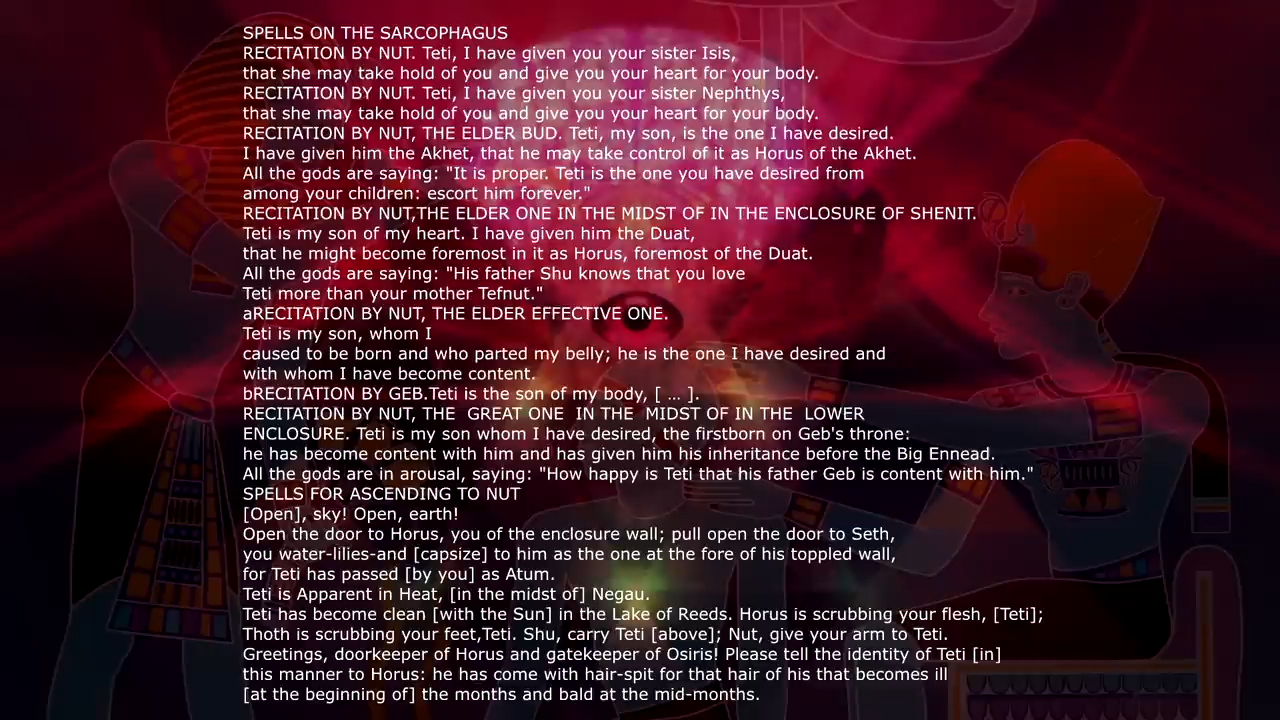 SPELLS ON THE SARCOPHAGUS
RECITATION BY NUT. Teti, I have given you your sister Isis,
that she may take hold of you and give you your heart for your body.
RECITATION BY NUT. Teti, I have given you your sister Nephthys,
that she may take hold of you and give you your heart for your body.
RECITATION BY NUT, THE ELDER BUD. Teti, my son, is the one I have desired.
I have given him the Akhet, that he may take control of it as Horus of the Akhet.
All the gods are saying: "It is proper. Teti is the one you have desired from
among your children: escort him forever."
RECITATION BY NUT,THE ELDER ONE IN THE MIDST OF IN THE ENCLOSURE OF SHENIT.
Teti is my son of my heart. I have given him the Duat,
that he might become foremost in it as Horus, foremost of the Duat.
All the gods are saying: "His father Shu knows that you love
Teti more than your mother Tefnut."
aRECITATION BY NUT, THE ELDER EFFECTIVE ONE.
Teti is my son, whom I
caused to be born and who parted my belly; he is the one I have desired and
with whom I have become content.
bRECITATION BY GEB.Teti is the son of my body, [ ... ].
RECITATION BY NUT, THE  GREAT ONE  IN THE  MIDST OF IN THE  LOWER
ENCLOSURE. Teti is my son whom I have desired, the firstborn on Geb's throne:
he has become content with him and has given him his inheritance before the Big Ennead.
All the gods are in arousal, saying: "How happy is Teti that his father Geb is content with him."
SPELLS FOR ASCENDING TO NUT
[Open], sky! Open, earth!
Open the door to Horus, you of the enclosure wall; pull open the door to Seth,
you water-lilies-and [capsize] to him as the one at the fore of his toppled wall,
for Teti has passed [by you] as Atum.
Teti is Apparent in Heat, [in the midst of] Negau.
Teti has become clean [with the Sun] in the Lake of Reeds. Horus is scrubbing your flesh, [Teti];
Thoth is scrubbing your feet,Teti. Shu, carry Teti [above]; Nut, give your arm to Teti.
Greetings, doorkeeper of Horus and gatekeeper of Osiris! Please tell the identity of Teti [in]
this manner to Horus: he has come with hair-spit for that hair of his that becomes ill
[at the beginning of] the months and bald at the mid-months.